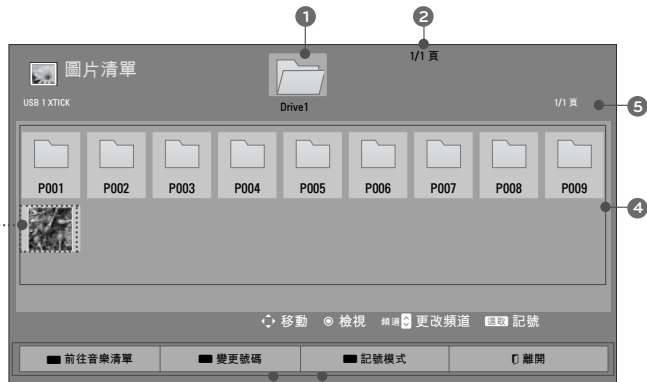 1 2
1/1 頁
圖片清單
USB 1 XTICK
Drive1
1/1 頁 5
P001 P002 P003 P004 P005 P006 P007 P008 P009
4
移動 檢視 頻道 更改頻道 選取 記號
前往音樂清單 變更號碼 記號模式 離開